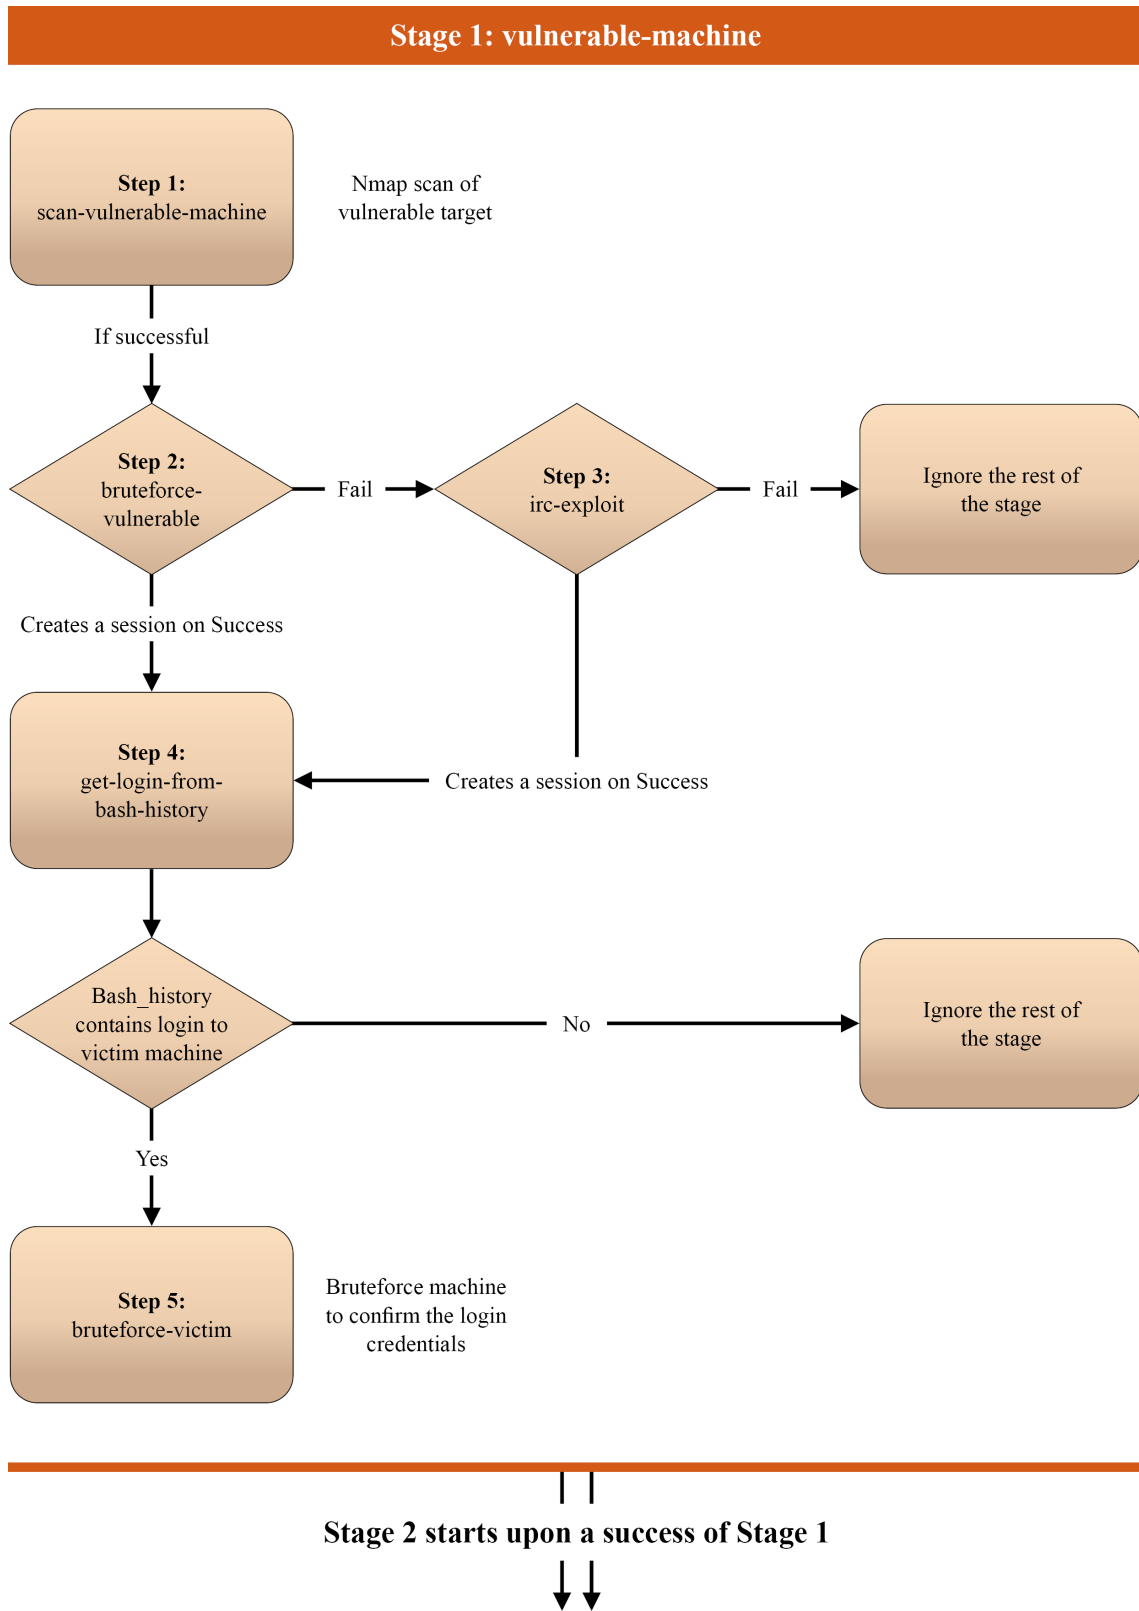 Stage 1: vulnerable-machine
Step 1:
scan-vulnerable-machine
Nmap scan of
vulnerable target
If successful
Step 2:
bruteforce-
vulnerable
Fail
Step 3:
irc-exploit
Fail
Ignore the rest of
the stage
Creates a session on Success
Step 4:
get-login-from-
bash-history
Creates a session on Success
Bash_history
contains login to
victim machine
No
Ignore the rest of
the stage
Yes
Step 5:
bruteforce-victim
Bruteforce machine
to confirm the login
credentials
Stage 2 starts upon a success of Stage 1